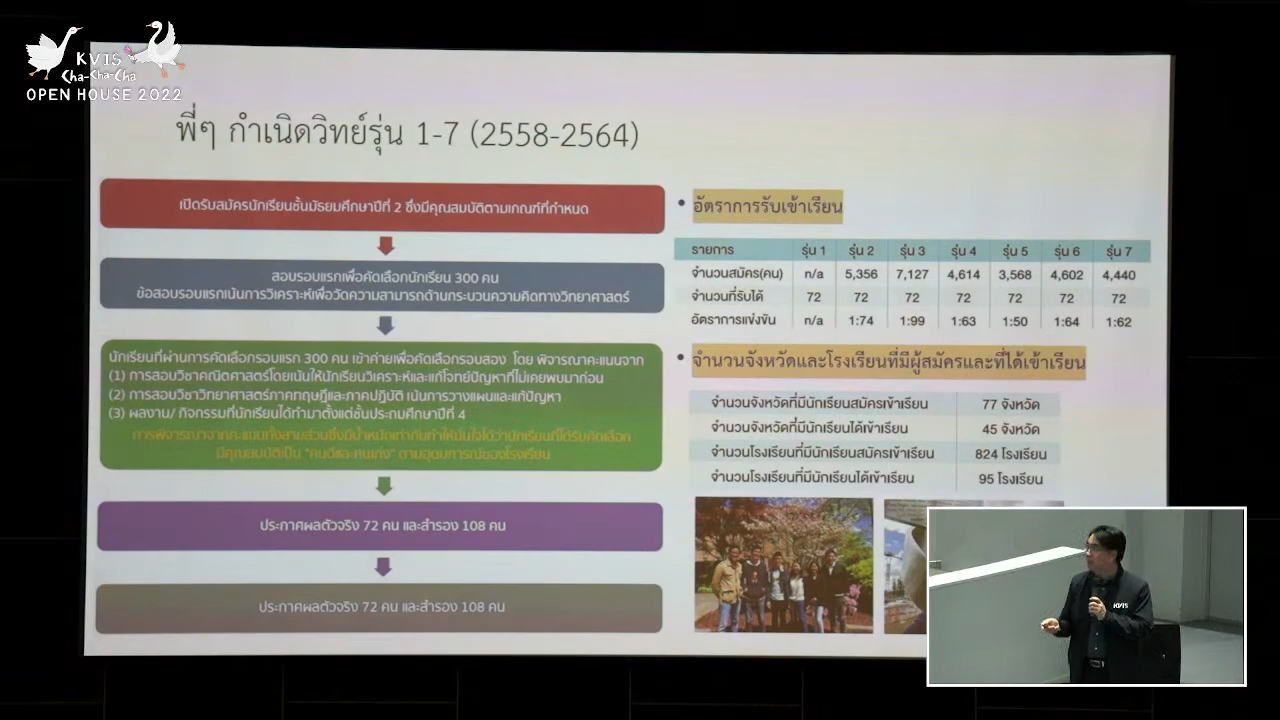 KVIS
Cha-Cha-Cha
OPEN HOUSE 2022
พี่ๆ กำเนิดวิทย์รุ่น 1-7 (2558-2564)
เปิดรับสมัครนักเรียนชั้นมัธยมศึกษาปีที่ 2 ซึ่งมีคุณสมบัติตามเกณฑ์ที่กำหนด
สอบรอบแรกเพื่อคัดเลือกนักเรียน 300 คน
ข้อสอบรอบแรกเน้นการวิเคราะห์เพื่อวัดความสามารถด้านกระบวนความคิดทางวิทยาศาสตร์
นักเรียนที่ผ่านการคัดเลือกรอบแรก 300 คน เข้าค่ายเพื่อคัดเลือกรอบสอง โดย พิจารณาคะแนนจาก
(1) การสอบวิชาคณิตศาสตร์โดยเน้นให้นักเรียนวิเคราะห์และแก้โจทย์ปัญหาที่ไม่เคยพบมาก่อน
(2) การสอบวิชาวิทยาศาสตร์ภาคทฤษฎีและภาคปฏิบัติ เน้นการวางแผนและแก้ปัญหา
(3) ผลงาน/ กิจกรรมที่นักเรียนได้ทำมาตั้งแต่ชั้นประถมศึกษาปีที่ 4
การพิจารณาจากคะแนนทั้งสามส่วนซึ่งมีน้ำหนักเท่ากันทำให้มั่นใจได้ว่านักเรียนที่ได้รับคัดเลือก
มีคุณสมบัติเป็น "คนดีและคนเก่ง" ตามอุดมการณ์ของโรงเรียน
ประกาศผลตัวจริง 72 คน และสำรอง 108 คน
ประกาศผลตัวจริง 72 คน และสำรอง 108 คน
• อัตราการรับเข้าเรียน
รายการ รุ่น 1 รุ่น 2 รุ่น 3 รุ่น 4 รุ่น 5 รุ่น 6 รุ่น 7
จำนวนสมัคร(คน) n/a 5,356 7,127 4,614 3,568 4,602 4,440
จำนวนที่รับได้ 72 72 72 72 72 72 72
อัตราการแข่งขัน n/a 1:74 1:99 1:63 1:50 1:64 1:62
• จำนวนจังหวัดและโรงเรียนที่มีผู้สมัครและที่ได้เข้าเรียน
จำนวนจังหวัดที่มีนักเรียนสมัครเข้าเรียน 77 จังหวัด
จำนวนจังหวัดที่มีนักเรียนได้เข้าเรียน 45 จังหวัด
จำนวนโรงเรียนที่มีนักเรียนสมัครเข้าเรียน 824 โรงเรียน
จำนวนโรงเรียนที่มีนักเรียนได้เข้าเรียน 95 โรงเรียน
KVIS